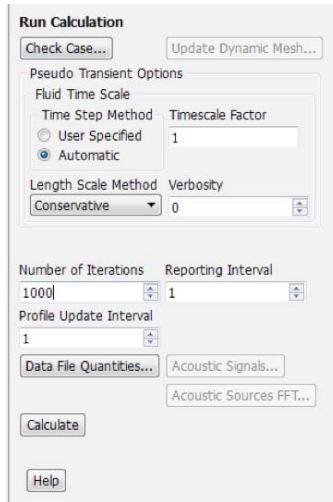 Run Calculation
Check Case... Update Dynamic Mesh...
Pseudo Transient Options
Fluid Time Scale
Time Step Method Timescale Factor
User Specified 1
Automatic
Length Scale Method Verbosity
Conservative 0
Number of Iterations Reporting Interval
1000 1
Profile Update Interval
1
Data File Quantities... Acoustic Signals...
Acoustic Sources FFT...
Calculate
Help